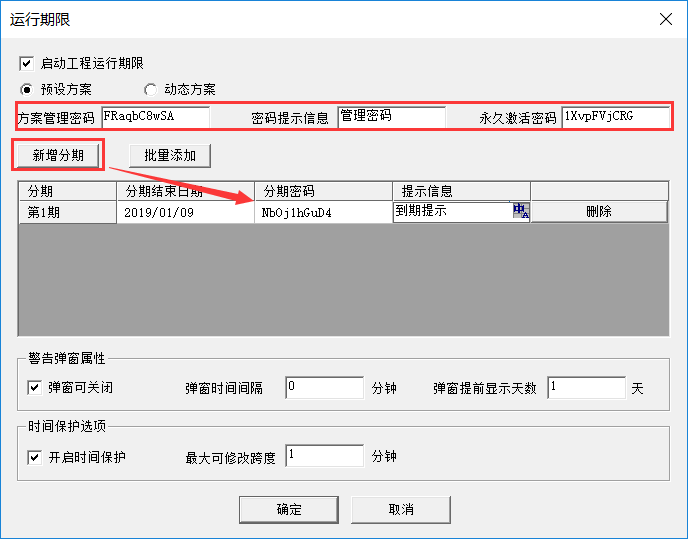 运行期限
启动工程运行期限
预设方案 动态方案
方案管理密码 FRaqbC8wSA 密码提示信息 管理密码 永久激活密码 1XvpFVjCRG
新增分期 批量添加
分期 分期结束日期 分期密码 提示信息
第1期 2019/01/09 NbOj1hGuD4 到期提示 中A 删除
警告弹窗属性
弹窗可关闭 弹窗时间间隔 0 分钟 弹窗提前显示天数 1 天
时间保护选项
开启时间保护 最大可修改跨度 1 分钟
确定 取消